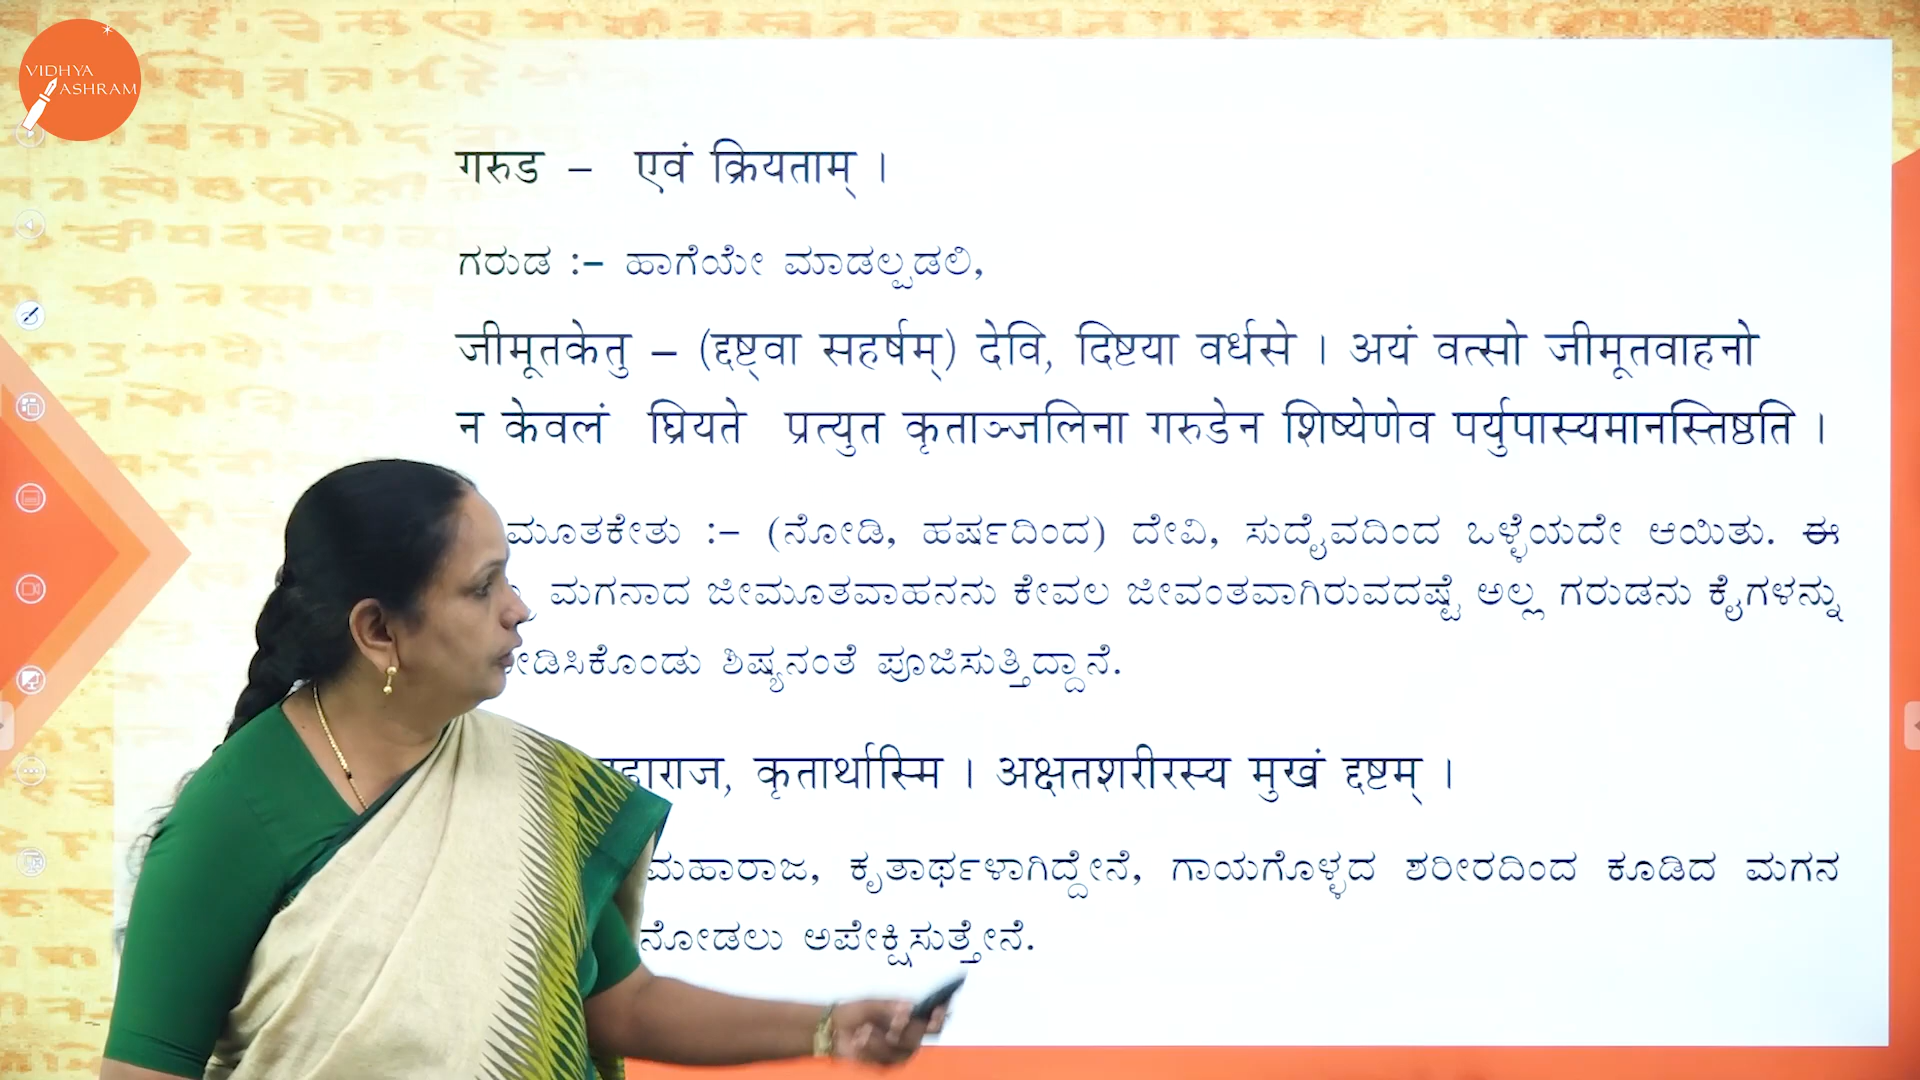 VIDHYA
ASHRAM
गरुड – एवं क्रियताम् ।
ಗರುಡ :– ಹಾಗೆಯೇ ಮಾಡಲ್ಪಡಲಿ,
जीमूतकेतु – (दृष्ट्वा सहर्षम्) देवि, दिष्टया वर्धसे । अयं वत्सो जीमूतवाहनो
न केवलं घ्रियते प्रत्युत कृताञ्जलिना गरुडेन शिष्येणेव पर्युपास्यमानस्तिष्ठति ।
ಮೂತಕೇತು :– (ನೋಡಿ, ಹರ್ಷದಿಂದ) ದೇವಿ, ಸುದೈವದಿಂದ ಒಳ್ಳೆಯದೇ ಆಯಿತು. ಈ
ಮಗನಾದ ಜೀಮೂತವಾಹನನು ಕೇವಲ ಜೀವಂತವಾಗಿರುವದಷ್ಟೆ ಅಲ್ಲ ಗರುಡನು ಕೈಗಳನ್ನು
ಡಿಸಿಕೊಂಡು ಶಿಷ್ಯನಂತೆ ಪೂಜಿಸುತ್ತಿದ್ದಾನೆ.
हाराज, कृतार्थास्मि । अक्षतशरीरस्य मुखं दृष्टम् ।
ಮಹಾರಾಜ, ಕೃತಾರ್ಥಳಾಗಿದ್ದೇನೆ, ಗಾಯಗೊಳ್ಳದ ಶರೀರದಿಂದ ಕೂಡಿದ ಮಗನ
ನೋಡಲು ಅಪೇಕ್ಷಿಸುತ್ತೇನೆ.